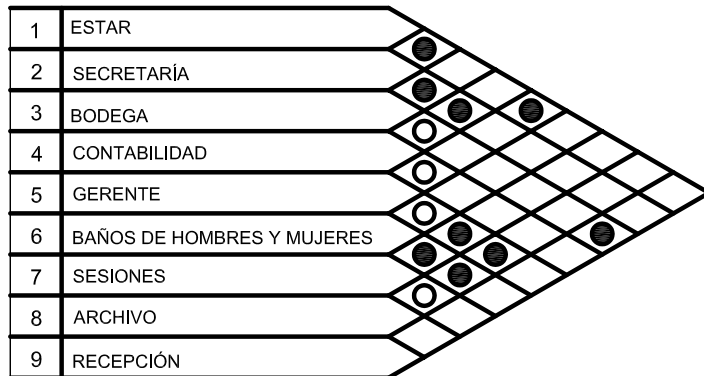 1 ESTAR
2 SECRETARÍA
3 BODEGA
4 CONTABILIDAD
5 GERENTE
6 BAÑOS DE HOMBRES Y MUJERES
7 SESIONES
8 ARCHIVO
9 RECEPCIÓN